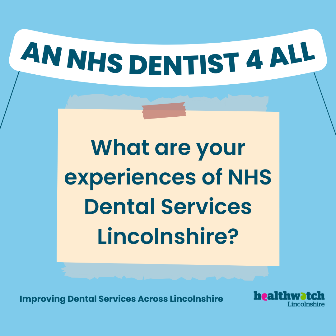 AN NHS DENTIST 4 ALL
What are your
experiences of NHS
Dental Services
Lincolnshire?
Improving Dental Services Across Lincolnshire
healthwatch
Lincolnshire